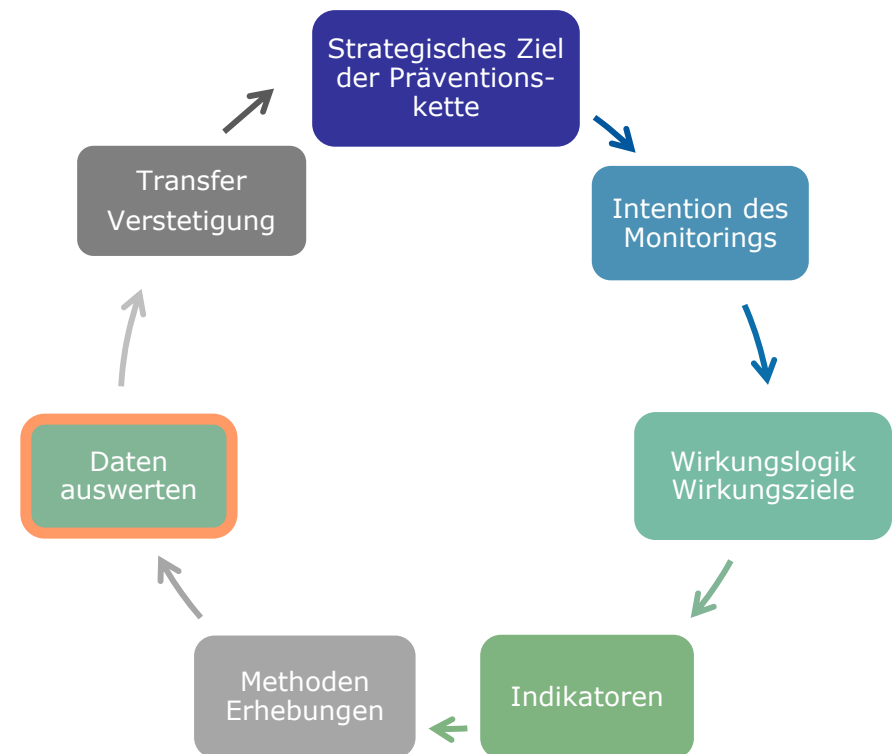 Strategisches Ziel
der Präventions-
kette
Intention des
Monitorings
Wirkungslogik
Wirkungsziele
Indikatoren
Methoden
Erhebungen
Daten
auswerten
Transfer
Verstetigung